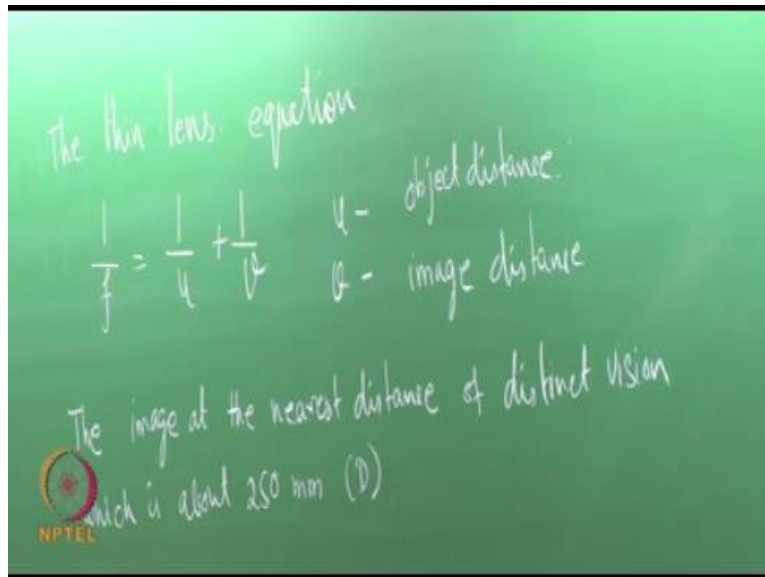 The thin lens equation
1/f = 1/u + 1/v u - object distance.
v - image distance
The image at the nearest distance of distinct vision
which is about 250 mm (D)
NPTEL